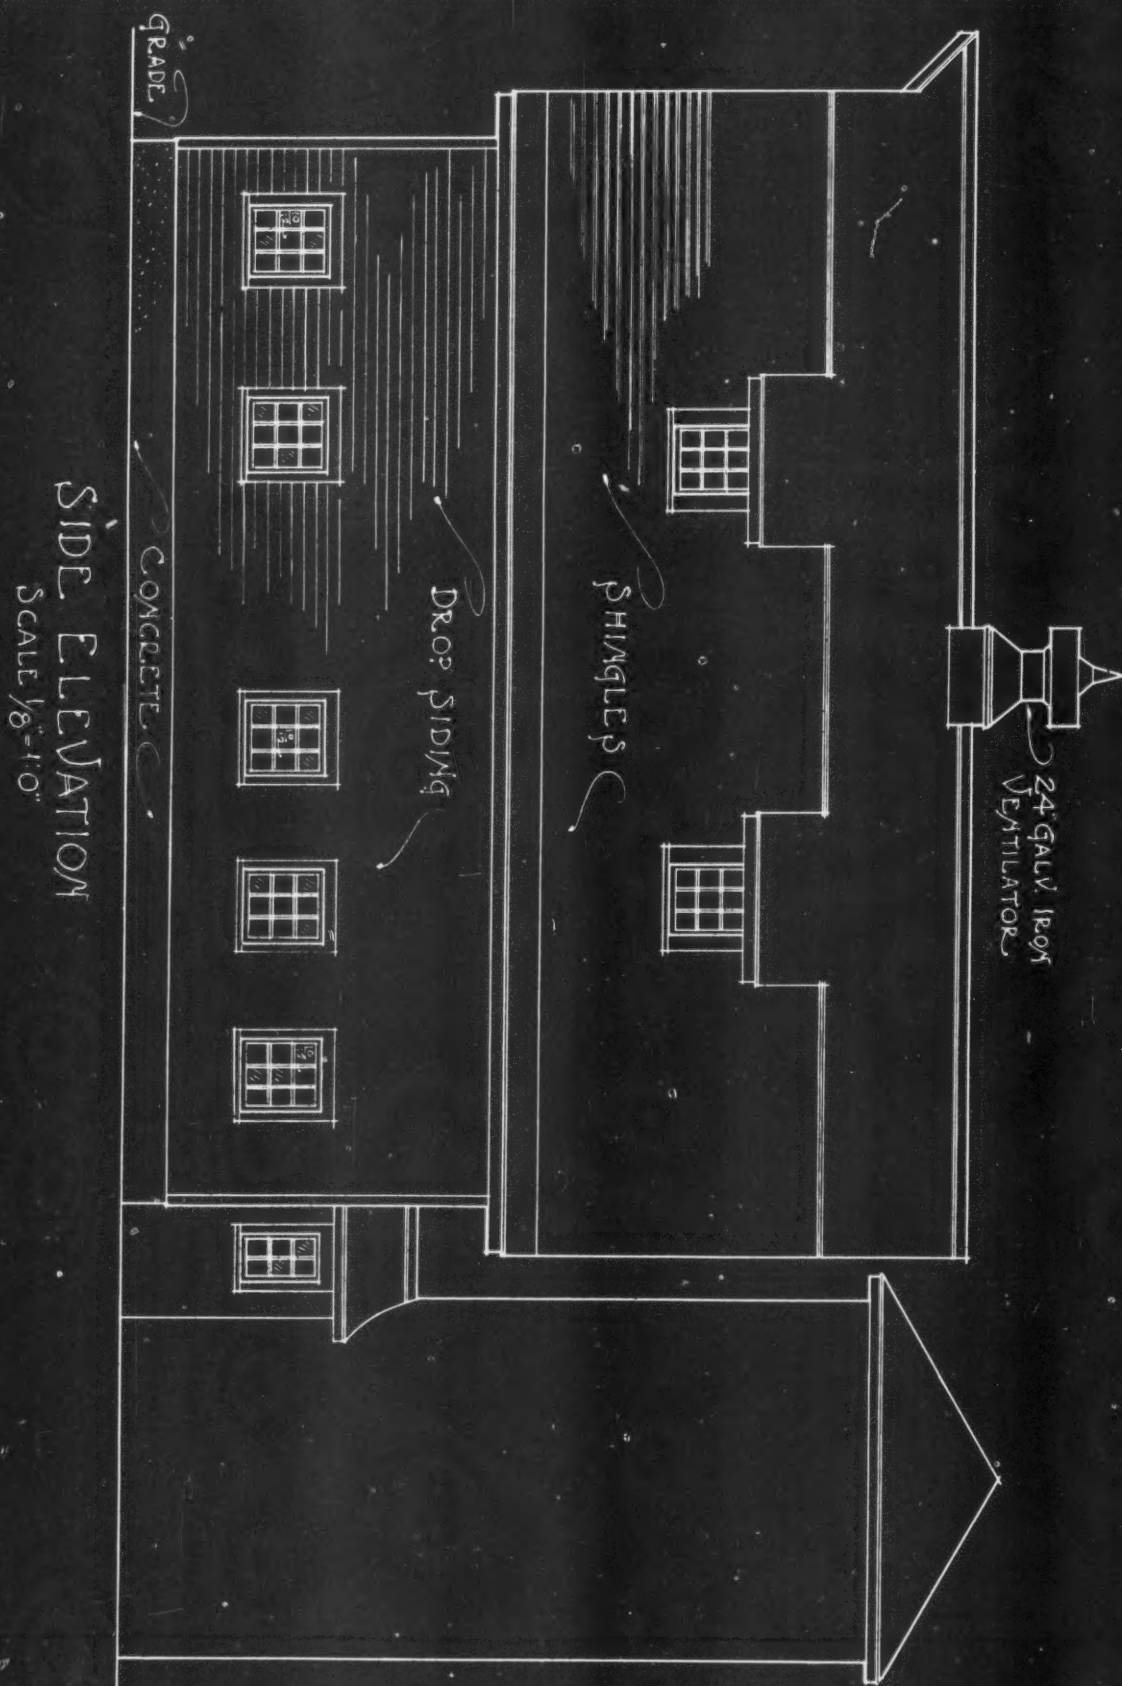 24" GALV. IRON
VENTILATOR
SHINGLES
DROP SIDING
GRADE
CONCRETE
SIDE ELEVATION
SCALE 1/8"=1'.0"